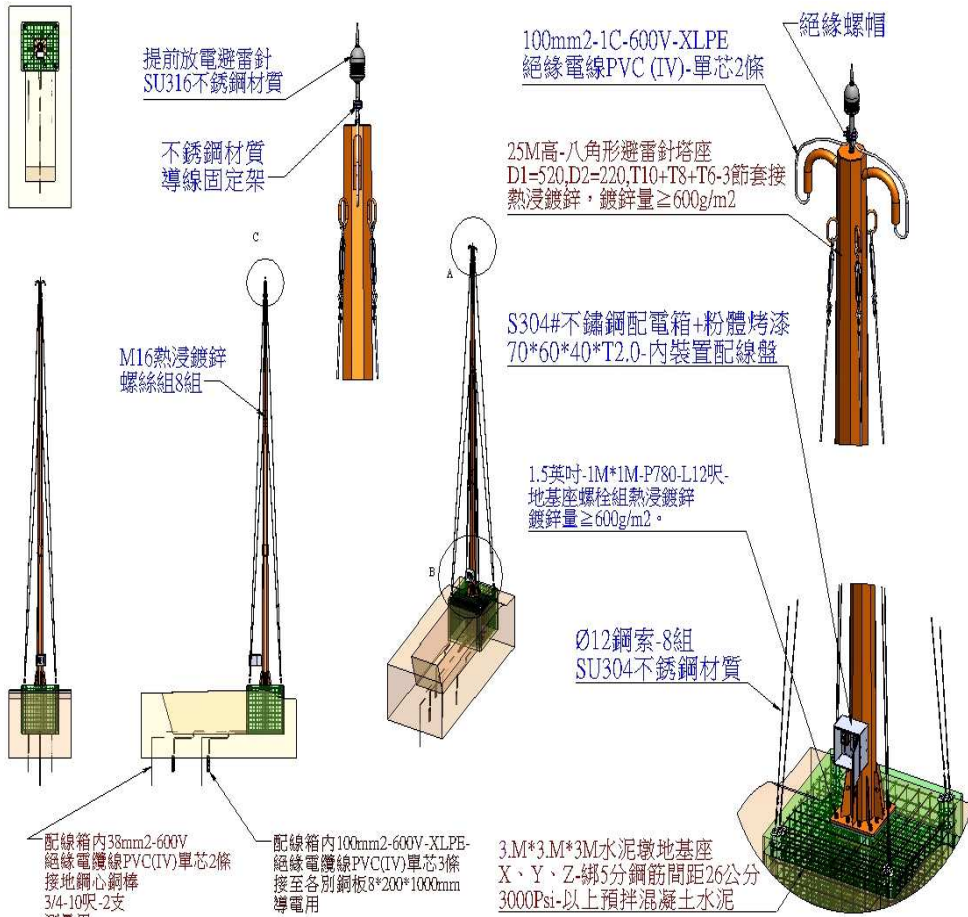 提前放電避雷針
SU316不銹鋼材質
不銹鋼材質
導線固定架
100mm2-1C-600V-XLPE
絕緣電線PVC (IV)-單芯2條
絕緣螺帽
25M高-八角形避雷針塔座
D1=520,D2=220,T10+T8+T6-3節套接
熱浸鍍鋅，鍍鋅量≧600g/m2
C
A
M16熱浸鍍鋅
螺絲組8組
S304#不鏽鋼配電箱+粉體烤漆
70*60*40*T2.0-內裝置配線盤
1.5英吋-1M*1M-P780-L12呎-
地基座螺栓組熱浸鍍鋅
鍍鋅量≧600g/m2。
B
Ø12鋼索-8組
SU304不銹鋼材質
配線箱內38mm2-600V
絕緣電纜線PVC(IV)單芯2條
接地鋼心銅棒
3/4-10呎-2支
測量用
配線箱內100mm2-600V-XLPE-
絕緣電纜線PVC(IV)單芯3條
接至各別銅板8*200*1000mm
導電用
3.M*3.M*3M水泥墩地基座
X、Y、Z-綁5分鋼筋間距26公分
3000Psi-以上預拌混凝土水泥